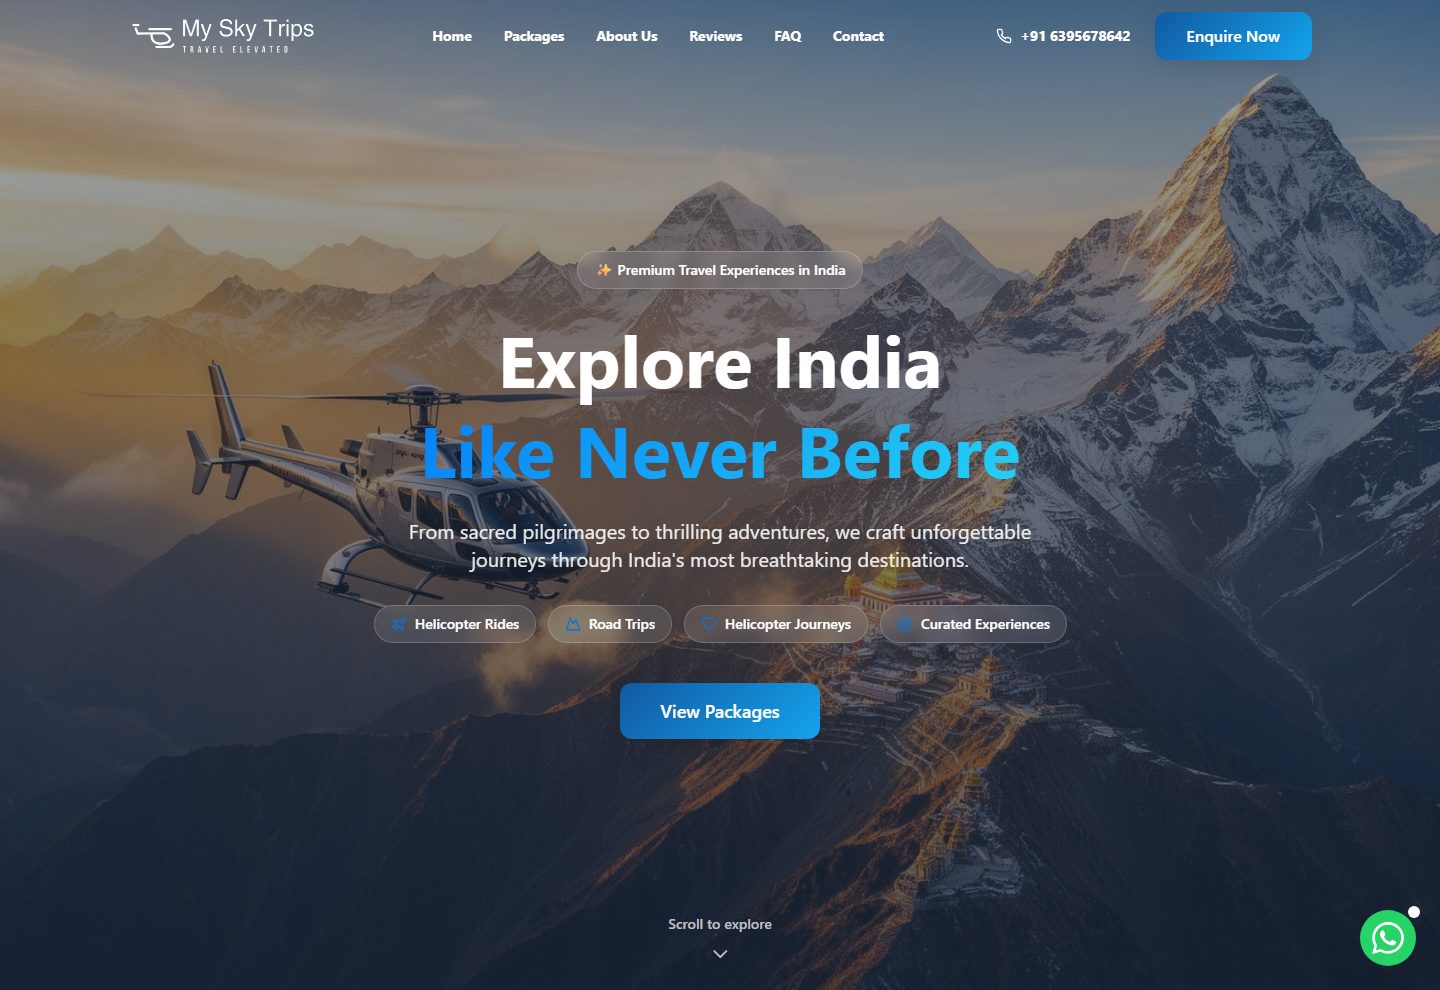 My Sky Trips
TRAVEL ELEVATED
Home
Packages
About Us
Reviews
FAQ
Contact
+91 6395678642
Enquire Now
✨ Premium Travel Experiences in India
Explore India
Like Never Before
From sacred pilgrimages to thrilling adventures, we craft unforgettable
journeys through India's most breathtaking destinations.
Helicopter Rides
Road Trips
Helicopter Journeys
Curated Experiences
View Packages
Scroll to explore